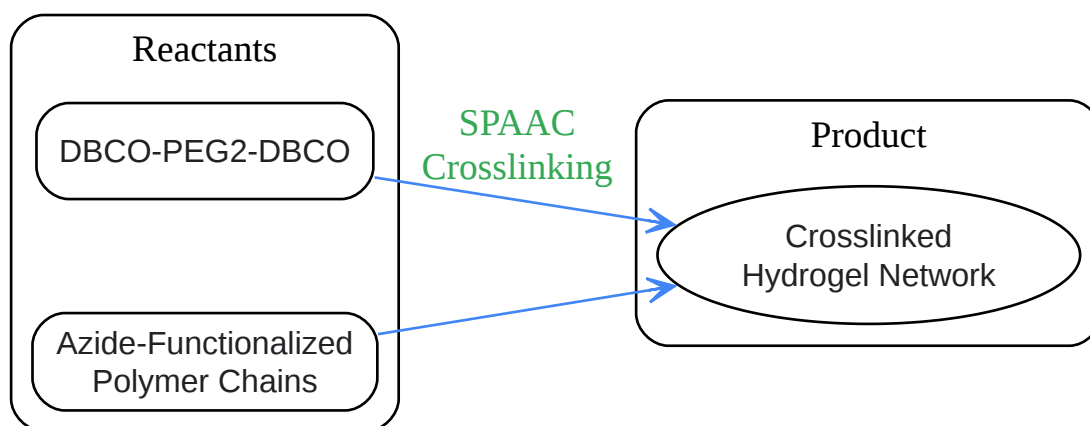 Reactants
DBCO-PEG2-DBCO
Azide-Functionalized
Polymer Chains
SPAAC
Crosslinking
Product
Crosslinked
Hydrogel Network